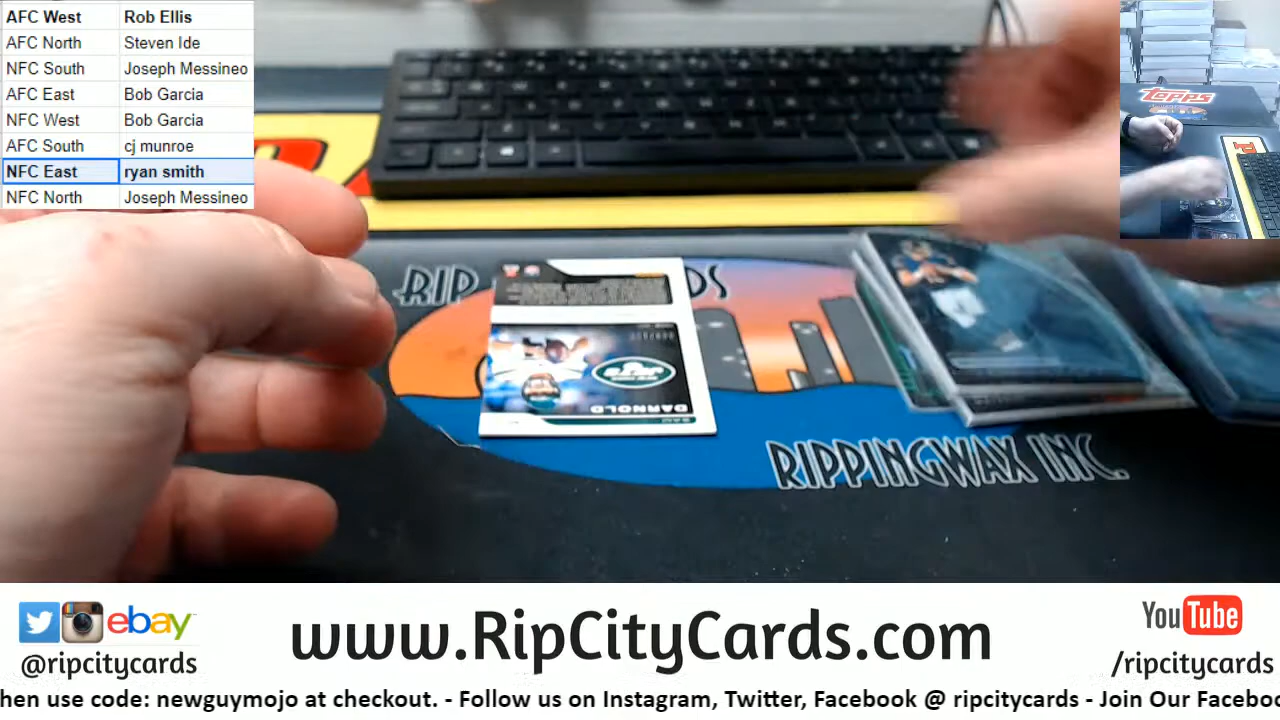 AFC West Rob Ellis
AFC North Steven Ide
NFC South Joseph Messineo
AFC East Bob Garcia
NFC West Bob Garcia
AFC South cj munroe
NFC East ryan smith
NFC North Joseph Messineo
topps
RIP
DS
JETS
DARNOLD
SAM
RIPPINGWAX INC.
ebay
@ripcitycards
www.RipCityCards.com
YouTube
/ripcitycards
hen use code: newguymojo at checkout. - Follow us on Instagram, Twitter, Facebook @ ripcitycards - Join Our Faceboo